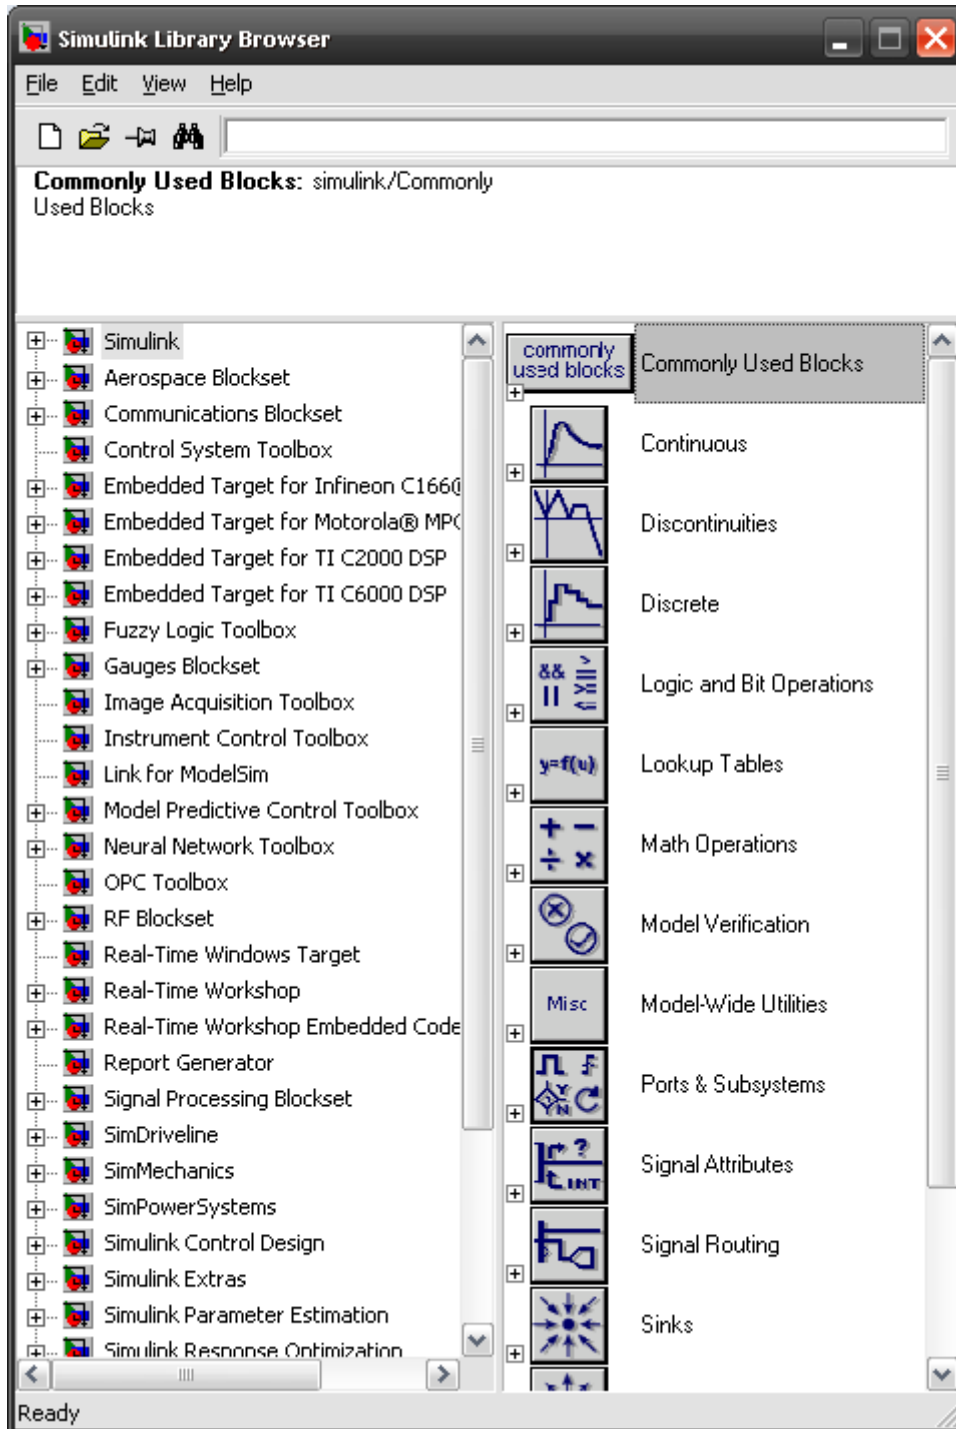 Simulink Library Browser
File Edit View Help
Commonly Used Blocks: simulink/Commonly
Used Blocks
Simulink
Aerospace Blockset
Communications Blockset
Control System Toolbox
Embedded Target for Infineon C166
Embedded Target for Motorola® MP
Embedded Target for TI C2000 DSP
Embedded Target for TI C6000 DSP
Fuzzy Logic Toolbox
Gauges Blockset
Image Acquisition Toolbox
Instrument Control Toolbox
Link for ModelSim
Model Predictive Control Toolbox
Neural Network Toolbox
OPC Toolbox
RF Blockset
Real-Time Windows Target
Real-Time Workshop
Real-Time Workshop Embedded Code
Report Generator
Signal Processing Blockset
SimDriveline
SimMechanics
SimPowerSystems
Simulink Control Design
Simulink Extras
Simulink Parameter Estimation
Simulink Response Optimization
commonly
used blocks
Commonly Used Blocks
Continuous
Discontinuities
Discrete
&& > =
|| >= <=
Logic and Bit Operations
y=f(u)
Lookup Tables
+ −
÷ ×
Math Operations
Model Verification
Misc
Model-Wide Utilities
Y
N
Ports & Subsystems
?
INT
Signal Attributes
Signal Routing
Sinks
Ready